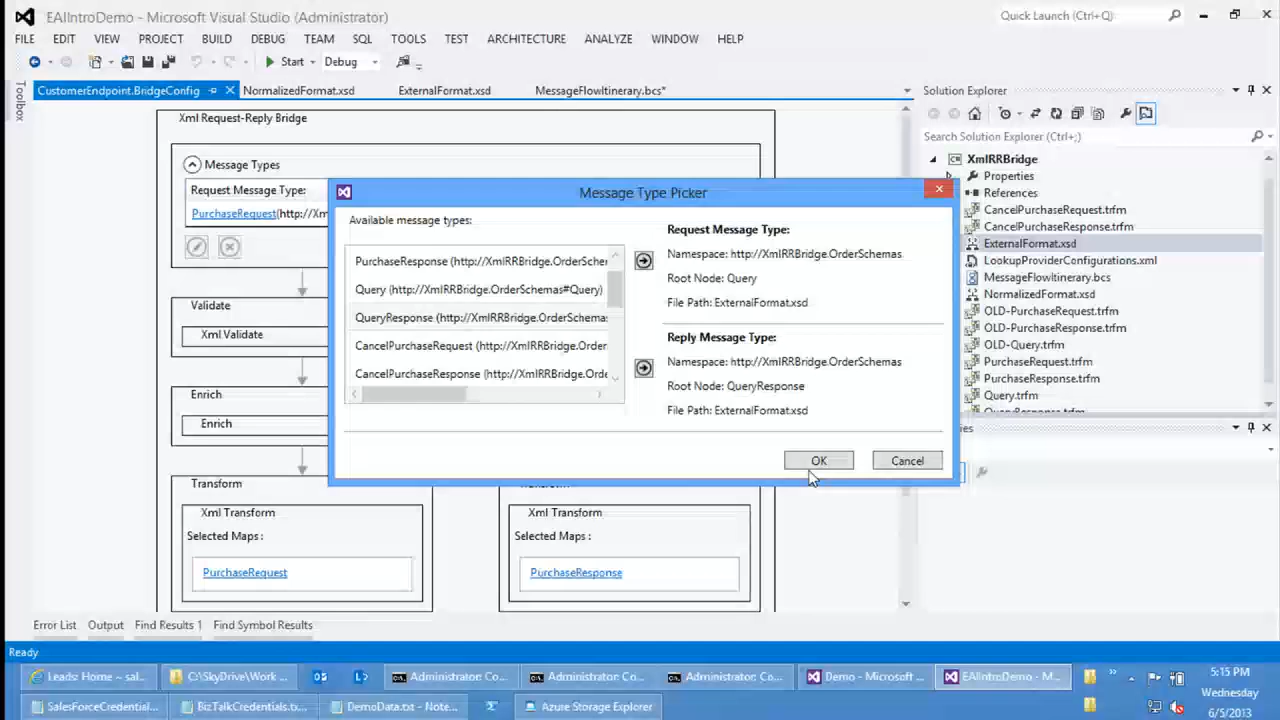 EAIIntroDemo - Microsoft Visual Studio (Administrator)
Quick Launch (Ctrl+Q)
FILE EDIT VIEW PROJECT BUILD DEBUG TEAM SQL TOOLS TEST ARCHITECTURE ANALYZE WINDOW HELP
Start Debug
Toolbox
CustomerEndpoint.BridgeConfig NormalizedFormat.xsd ExternalFormat.xsd MessageFlowItinerary.bcs*
Xml Request-Reply Bridge
Message Types
Request Message Type:
PurchaseRequest(http://Xm
Validate
Xml Validate
Enrich
Enrich
Transform
Xml Transform
Selected Maps :
PurchaseRequest
Xml Transform
Selected Maps :
PurchaseResponse
Message Type Picker
Available message types:
PurchaseResponse (http://XmlRRBridge.OrderScher
Query (http://XmlRRBridge.OrderSchemas#Query)
QueryResponse (http://XmlRRBridge.OrderSchemas
CancelPurchaseRequest (http://XmlRRBridge.Order
CancelPurchaseResponse (http://XmlRRBridge.Orde
Request Message Type:
Namespace: http://XmlRRBridge.OrderSchemas
Root Node: Query
File Path: ExternalFormat.xsd
Reply Message Type:
Namespace: http://XmlRRBridge.OrderSchemas
Root Node: QueryResponse
File Path: ExternalFormat.xsd
OK Cancel
Solution Explorer
Search Solution Explorer (Ctrl+;)
XmlRRBridge
Properties
References
CancelPurchaseRequest.trfm
CancelPurchaseResponse.trfm
ExternalFormat.xsd
LookupProviderConfigurations.xml
MessageFlowItinerary.bcs
NormalizedFormat.xsd
OLD-PurchaseRequest.trfm
OLD-PurchaseResponse.trfm
OLD-Query.trfm
PurchaseRequest.trfm
PurchaseResponse.trfm
Query.trfm
QueryResponse.trfm
ies
Error List Output Find Results 1 Find Symbol Results
Ready
Leads: Home ~ sal... C:\SkyDrive\Work ... Administrator: Co... Administrator: Co... Administrator: Co... Demo - Microsoft ... EAIIntroDemo - M...
SalesForceCredential... BizTalkCredentials.tx... DemoData.txt - Note... Azure Storage Explorer
5:15 PM
Wednesday
6/5/2013